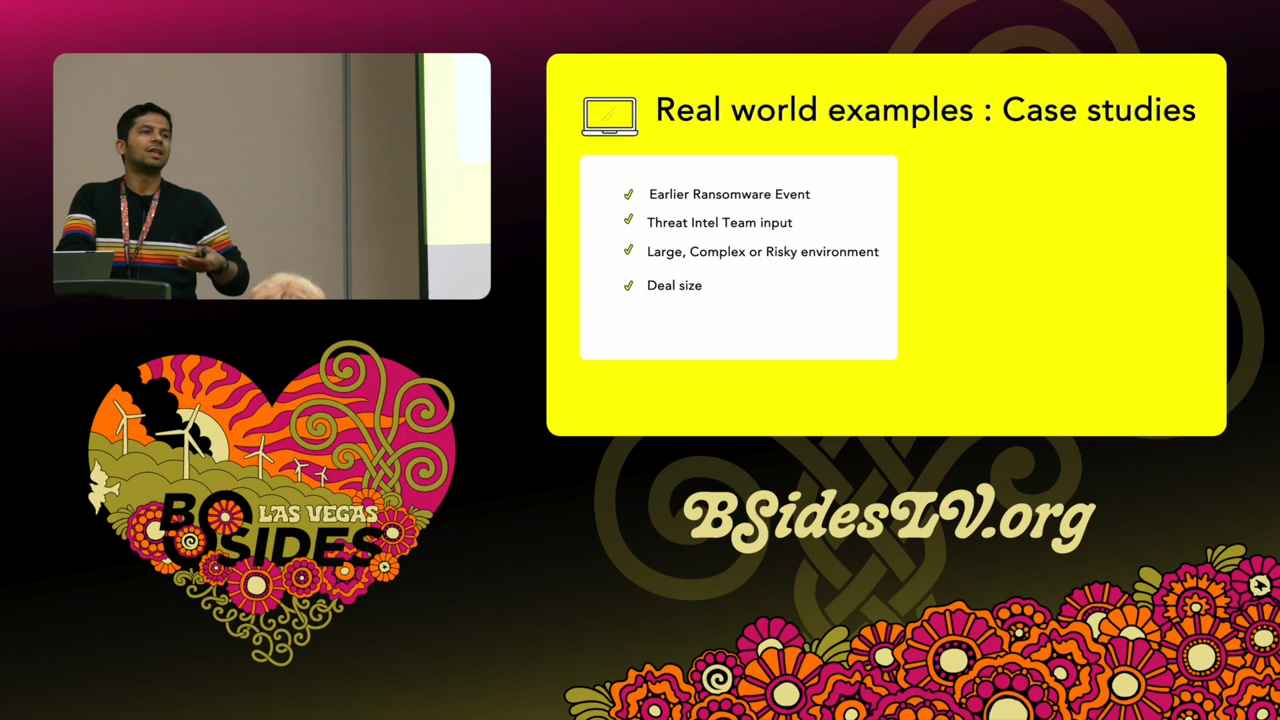 Real world examples : Case studies
Earlier Ransomware Event
Threat Intel Team input
Large, Complex or Risky environment
Deal size
LAS VEGAS
BSIDES
BSidesLV.org
23